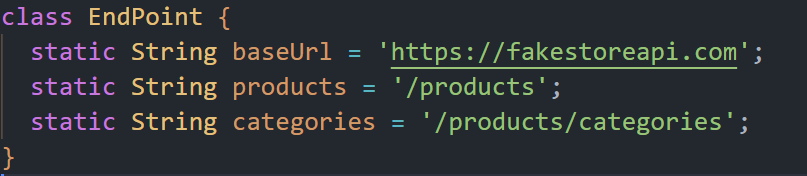 class EndPoint {
static String baseUrl = 'https://fakestoreapi.com';
static String products = '/products';
static String categories = '/products/categories';
}